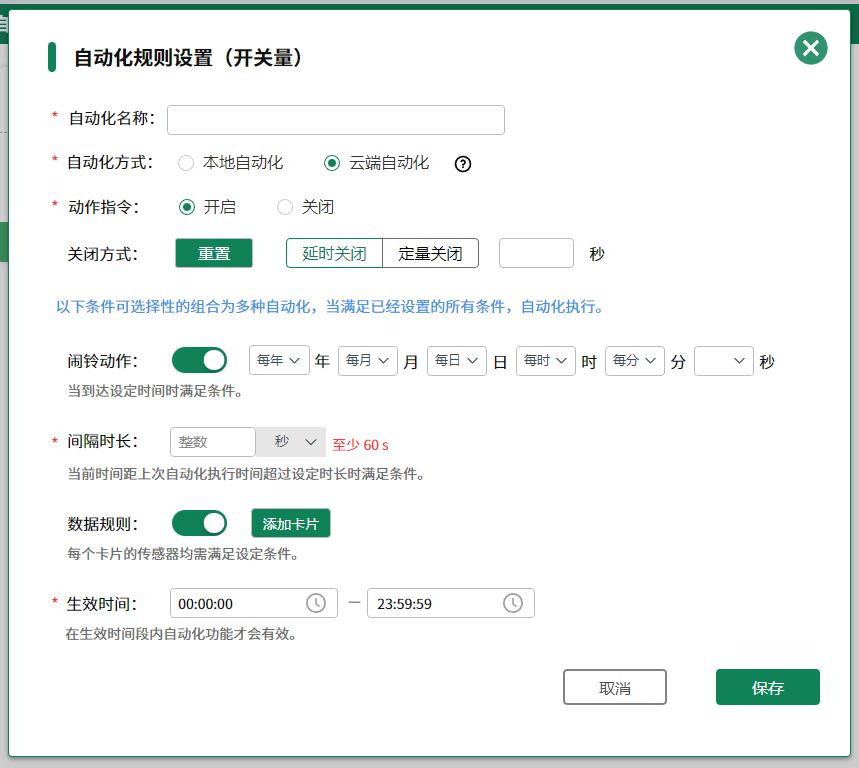 自动化规则设置（开关量）
* 自动化名称：
* 自动化方式： 本地自动化 云端自动化 ?
* 动作指令： 开启 关闭
关闭方式： 重置 延时关闭 定量关闭 秒
以下条件可选择性的组合为多种自动化，当满足已经设置的所有条件，自动化执行。
闹铃动作： 每年 年 每月 月 每日 日 每时 时 每分 分 秒
当到达设定时间时满足条件。
* 间隔时长： 整数 秒 至少 60 s
当前时间距上次自动化执行时间超过设定时长时满足条件。
数据规则： 添加卡片
每个卡片的传感器均需满足设定条件。
* 生效时间： 00:00:00 — 23:59:59
在生效时间段内自动化功能才会有效。
取消 保存